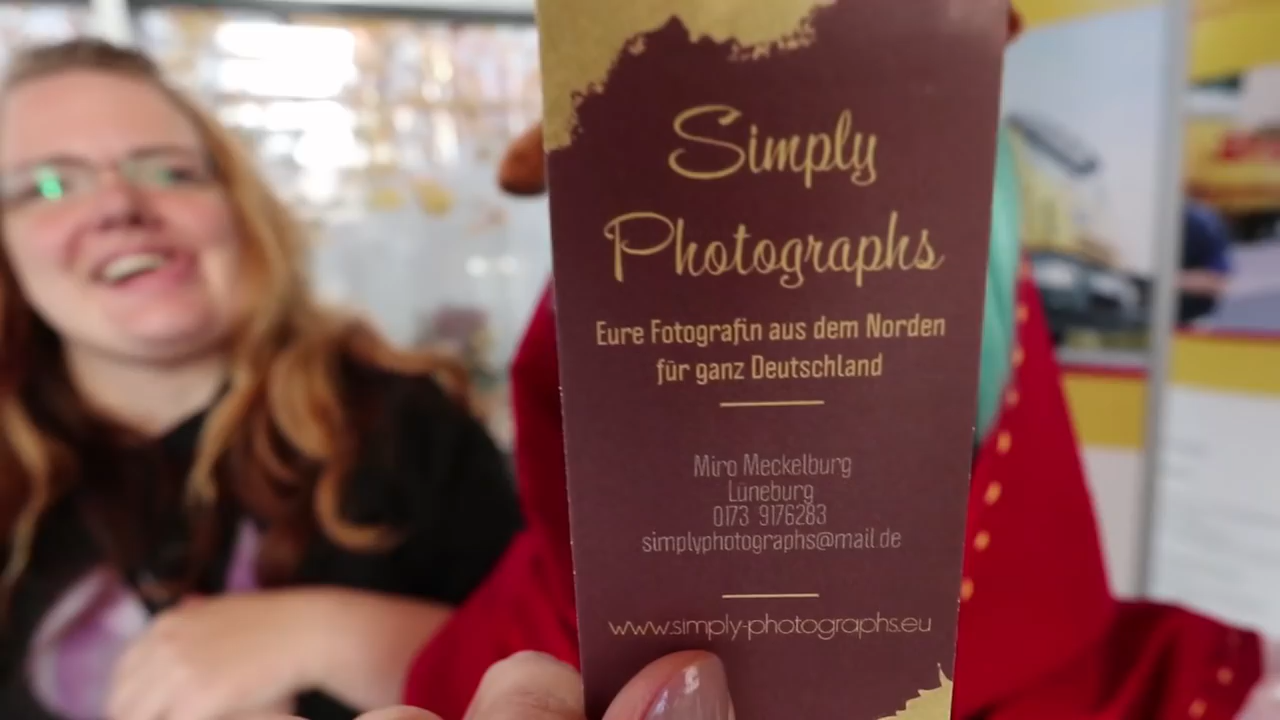 Simply
Photographs
Eure Fotografin aus dem Norden
für ganz Deutschland
Miro Meckelburg
Lüneburg
0173 9176283
simplyphotographs@mail.de
www.simply-photographs.eu